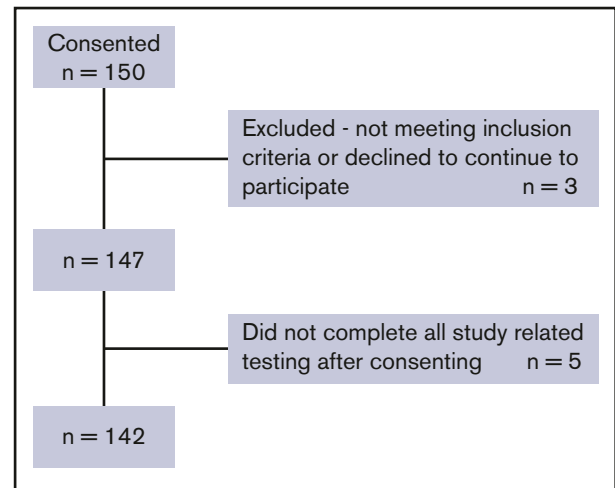 Consented
n = 150
Excluded - not meeting inclusion
criteria or declined to continue to
participate n = 3
n = 147
Did not complete all study related
testing after consenting n = 5
n = 142